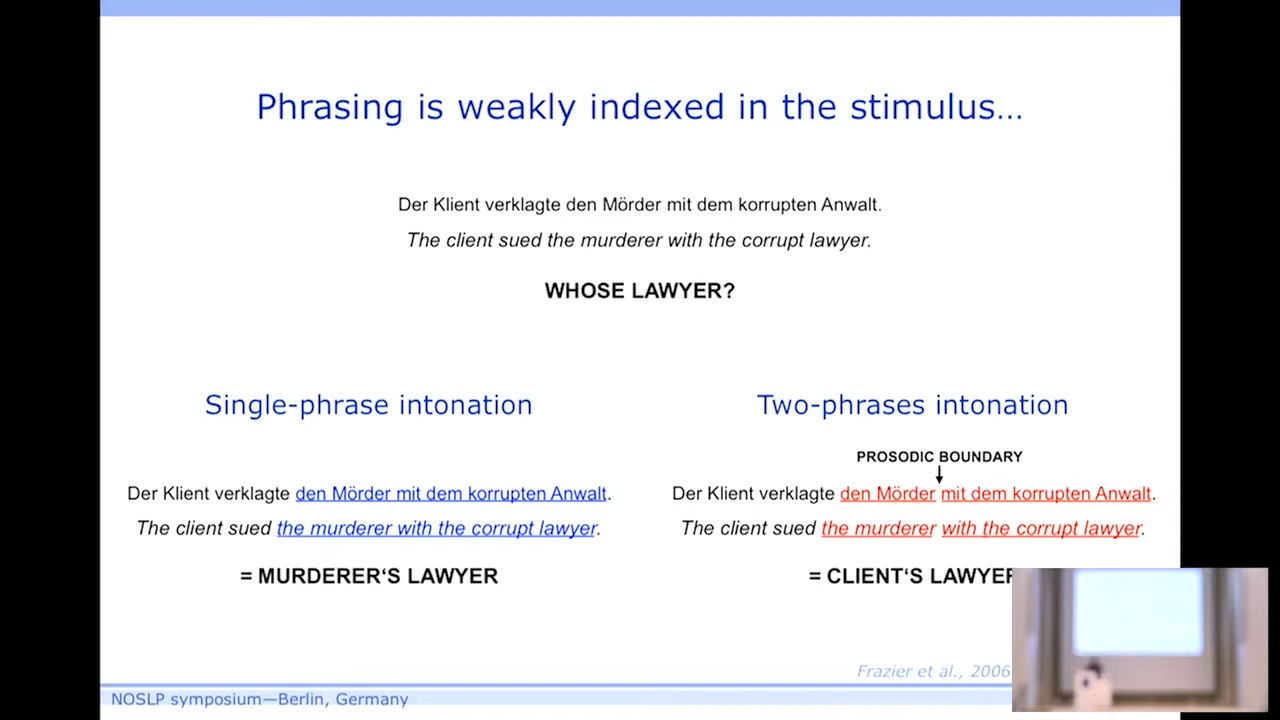 Phrasing is weakly indexed in the stimulus…
Der Klient verklagte den Mörder mit dem korrupten Anwalt.
The client sued the murderer with the corrupt lawyer.
WHOSE LAWYER?
Single-phrase intonation
Der Klient verklagte den Mörder mit dem korrupten Anwalt.
The client sued the murderer with the corrupt lawyer.
= MURDERER‘S LAWYER
Two-phrases intonation
PROSODIC BOUNDARY
Der Klient verklagte den Mörder mit dem korrupten Anwalt.
The client sued the murderer with the corrupt lawyer.
= CLIENT‘S LAWYER
Frazier et al., 2006
NOSLP symposium—Berlin, Germany